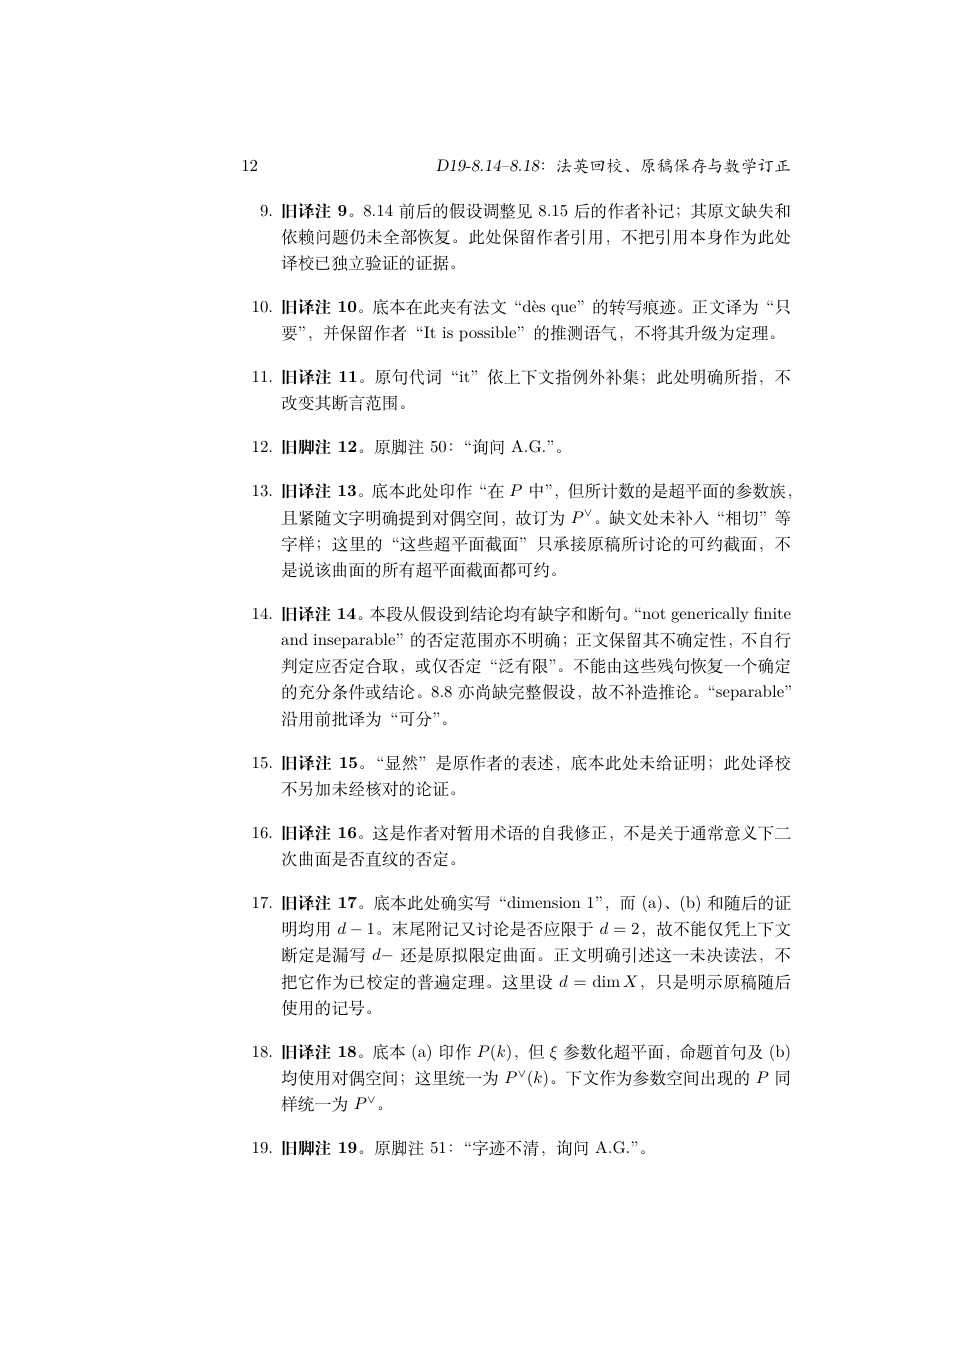 12 D19-8.14–8.18：法英回校、原稿保存与数学订正
9. 旧译注 9。8.14 前后的假设调整见 8.15 后的作者补记；其原文缺失和
依赖问题仍未全部恢复。此处保留作者引用，不把引用本身作为此处
译校已独立验证的证据。
10. 旧译注 10。底本在此夹有法文 “dès que” 的转写痕迹。正文译为 “只
要”，并保留作者 “It is possible” 的推测语气，不将其升级为定理。
11. 旧译注 11。原句代词 “it” 依上下文指例外补集；此处明确所指，不
改变其断言范围。
12. 旧脚注 12。原脚注 50：“询问 A.G.”。
13. 旧译注 13。底本此处印作 “在 P 中”，但所计数的是超平面的参数族，
且紧随文字明确提到对偶空间，故订为 P∨。缺文处未补入 “相切” 等
字样；这里的 “这些超平面截面” 只承接原稿所讨论的可约截面，不
是说该曲面的所有超平面截面都可约。
14. 旧译注 14。本段从假设到结论均有缺字和断句。“not generically finite
and inseparable” 的否定范围亦不明确；正文保留其不确定性，不自行
判定应否定合取，或仅否定 “泛有限”。不能由这些残句恢复一个确定
的充分条件或结论。8.8 亦尚缺完整假设，故不补造推论。“separable”
沿用前批译为 “可分”。
15. 旧译注 15。“显然” 是原作者的表述，底本此处未给证明；此处译校
不另加未经核对的论证。
16. 旧译注 16。这是作者对暂用术语的自我修正，不是关于通常意义下二
次曲面是否直纹的否定。
17. 旧译注 17。底本此处确实写 “dimension 1”，而 (a)、(b) 和随后的证
明均用 d − 1。末尾附记又讨论是否应限于 d = 2，故不能仅凭上下文
断定是漏写 d− 还是原拟限定曲面。正文明确引述这一未决读法，不
把它作为已校定的普遍定理。这里设 d = dim X，只是明示原稿随后
使用的记号。
18. 旧译注 18。底本 (a) 印作 P(k)，但 ξ 参数化超平面，命题首句及 (b)
均使用对偶空间；这里统一为 P∨(k)。下文作为参数空间出现的 P 同
样统一为 P∨。
19. 旧脚注 19。原脚注 51：“字迹不清，询问 A.G.”。